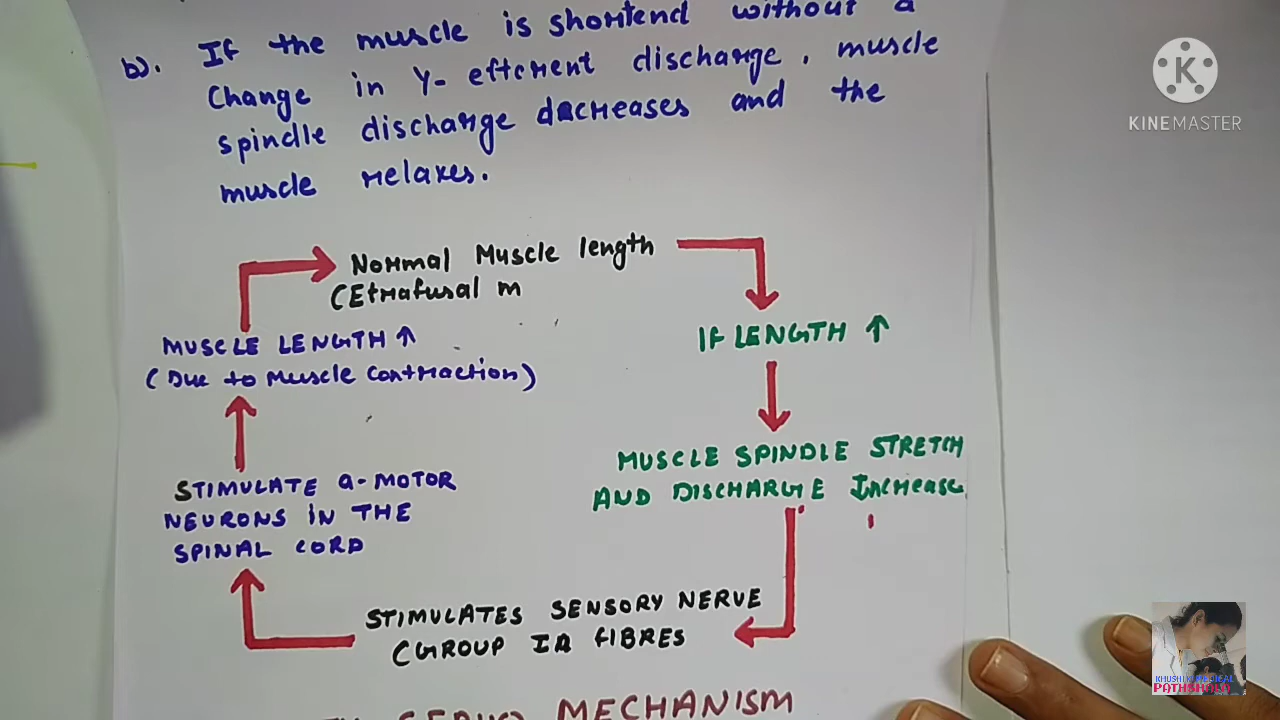 b). If the muscle is shortend without a
Change in γ- efferent discharge, muscle
spindle discharge decreases and the
muscle relaxes.
KINEMASTER
Normal Muscle length
(Extrafusal m
IF LENGTH ↑
MUSCLE SPINDLE STRETCH
AND DISCHARGE Increase
STIMULATES SENSORY NERVE
(GROUP Ia FIBRES
STIMULATE α-MOTOR
NEURONS IN THE
SPINAL CORD
MUSCLE LENGTH ↑
(Due to Muscle Contraction)
SERVO MECHANISM
PATHSHALA